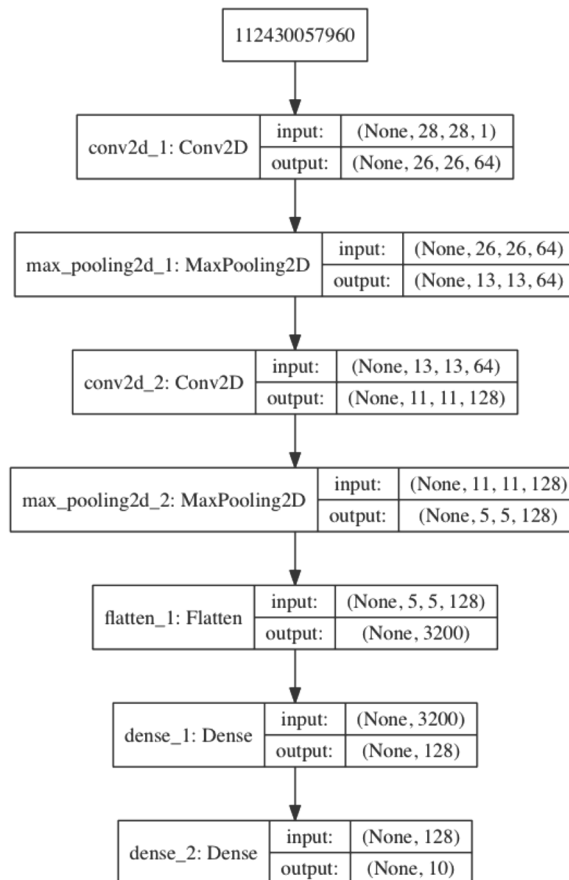 112430057960
conv2d_1: Conv2D
input:
(None, 28, 28, 1)
output:
(None, 26, 26, 64)
max_pooling2d_1: MaxPooling2D
input:
(None, 26, 26, 64)
output:
(None, 13, 13, 64)
conv2d_2: Conv2D
input:
(None, 13, 13, 64)
output:
(None, 11, 11, 128)
max_pooling2d_2: MaxPooling2D
input:
(None, 11, 11, 128)
output:
(None, 5, 5, 128)
flatten_1: Flatten
input:
(None, 5, 5, 128)
output:
(None, 3200)
dense_1: Dense
input:
(None, 3200)
output:
(None, 128)
dense_2: Dense
input:
(None, 128)
output:
(None, 10)